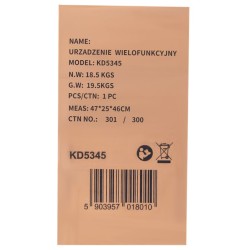 NAME:
URZADZENIE WIELOFUNKCYJNY
MODEL: KD5345
N.W: 18.5 KGS
G.W: 19.5KGS
PCS/CTN: 1 PC
MEAS: 47*25*46CM
CTN NO.: 301 / 300
KD5345
5 903957 018010